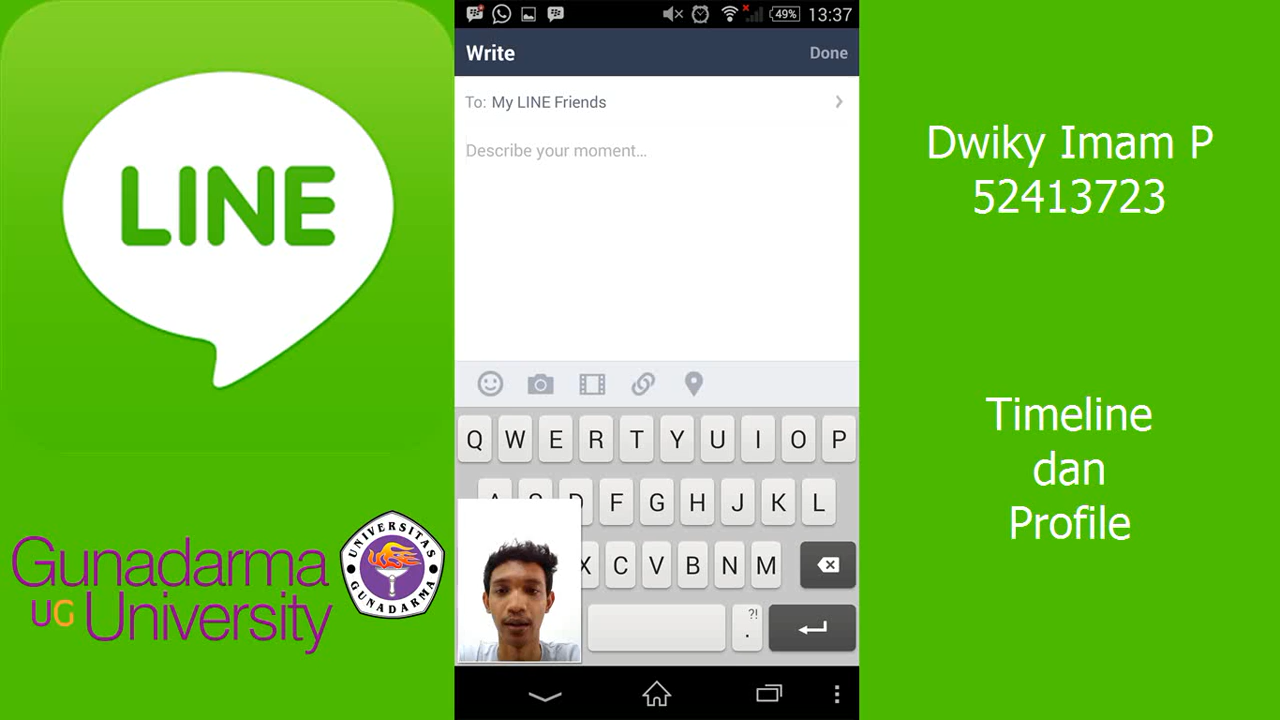 LINE
Gunadarma
UG University
UNIVERSITAS
GUNADARMA
49% 13:37
Write Done
To: My LINE Friends
Describe your moment...
Q W E R T Y U I O P
A S D F G H J K L
X C V B N M
?!
.
Dwiky Imam P
52413723
Timeline
dan
Profile